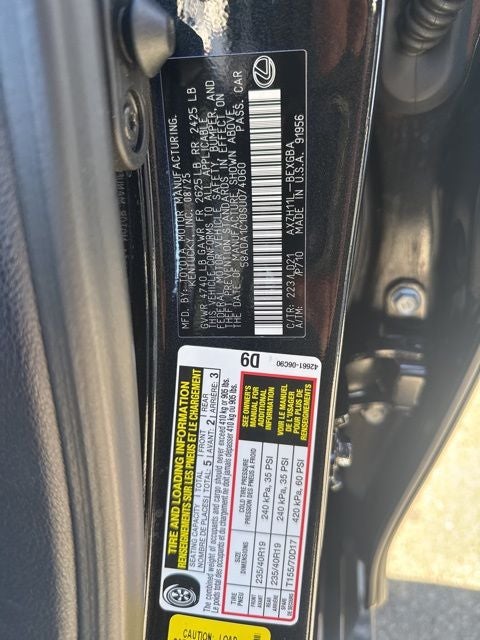 MFD. BY: TOYOTA MOTOR MANUFACTURING.
KENTUCKY, INC. 08/25
GVWR 4740 LB GAWR FR 2625 LB RR 2425 LB
THIS VEHICLE CONFORMS TO ALL APPLICABLE
FEDERAL MOTOR VEHICLE SAFETY, BUMPER, AND
THEFT PREVENTION STANDARDS IN EFFECT ON
THE DATE OF MANUFACTURE SHOWN ABOVE.
58ADA1C10SU074060 PASS. CAR
C/TR: 223/LD21 AXZH11L-BEXGBA
A/TM: /P710 MADE IN U.S.A. 91956
TIRE AND LOADING INFORMATION
RENSEIGNEMENTS SUR LES PNEUS ET LE CHARGEMENT
SEATING CAPACITY TOTAL FRONT REAR
NOMBRE DE PLACES TOTAL: 5 AVANT: 2 3
The combined weight of occupants and cargo should never exceed 410 kg or 905 lbs.
Le poids total des occupants et du chargement ne doit jamais dépasser 410 kg ou 905 lbs.
TIRE
PNEU
SIZE
DIMENSIONS
COLD TIRE PRESSURE
PRESSION DES PNEUS À FROID
FRONT
AVANT
235/40R19 240 kPa, 35 PSI
REAR
ARRIÈRE
235/40R19 240 kPa, 35 PSI
SPARE
DE SECOURS
T155/70D17 420 kPa, 60 PSI
SEE OWNER'S
MANUAL FOR
ADDITIONAL
INFORMATION
VOIR LE MANUEL
DE L'USAGER
POUR PLUS DE
RENSEIGNEMENTS
D9
42661-06C90